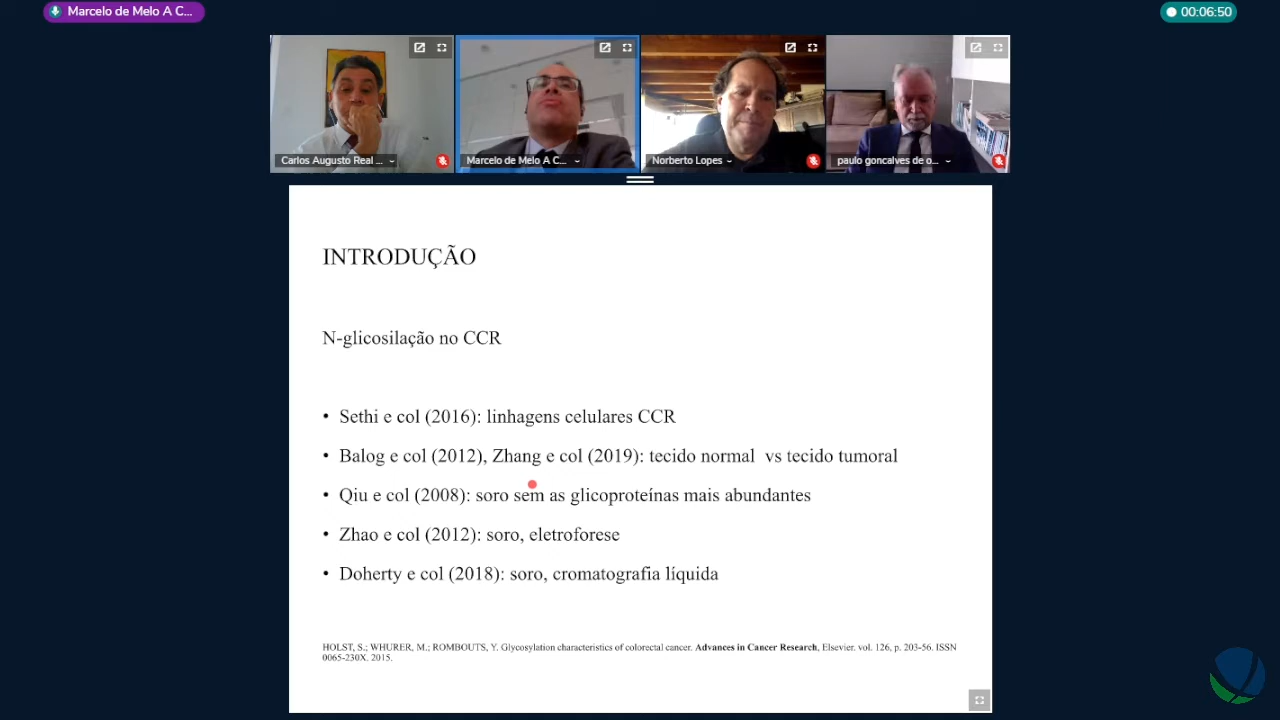 Marcelo de Melo A C...
00:06:50
Carlos Augusto Real ...
Marcelo de Melo A C...
Norberto Lopes
paulo goncalves de o...
INTRODUÇÃO
N-glicosilação no CCR
• Sethi e col (2016): linhagens celulares CCR
• Balog e col (2012), Zhang e col (2019): tecido normal vs tecido tumoral
• Qiu e col (2008): soro sem as glicoproteínas mais abundantes
• Zhao e col (2012): soro, eletroforese
• Doherty e col (2018): soro, cromatografia líquida
HOLST, S.; WHURER, M.; ROMBOUTS, Y. Glycosylation characteristics of colorectal cancer. Advances in Cancer Research, Elsevier. vol. 126, p. 203-56. ISSN
0065-230X. 2015.